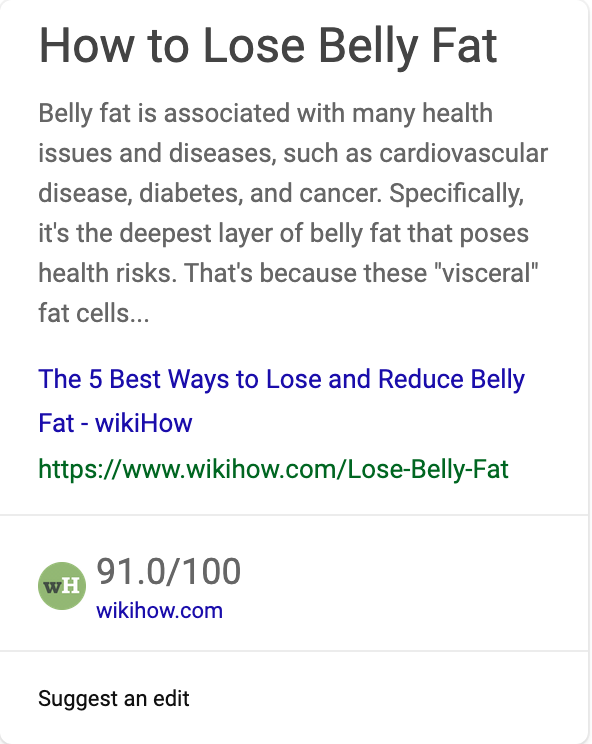 How to Lose Belly Fat
Belly fat is associated with many health
issues and diseases, such as cardiovascular
disease, diabetes, and cancer. Specifically,
it's the deepest layer of belly fat that poses
health risks. That's because these "visceral"
fat cells...
The 5 Best Ways to Lose and Reduce Belly
Fat - wikiHow
https://www.wikihow.com/Lose-Belly-Fat
wH
91.0/100
wikihow.com
Suggest an edit